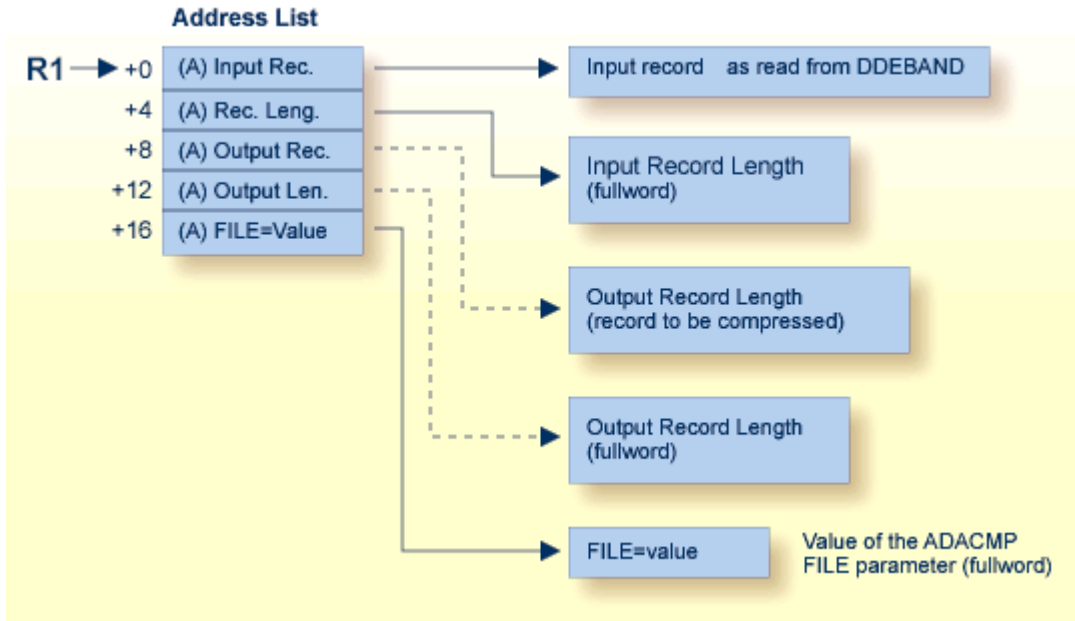 Address List
R1 +0 (A) Input Rec.
Input record as read from DDEBAND
+4 (A) Rec. Leng.
+8 (A) Output Rec.
+12 (A) Output Len.
+16 (A) FILE=Value
Input Record Length
(fullword)
Output Record Length
(record to be compressed)
Output Record Length
(fullword)
FILE=value
Value of the ADACMP
FILE parameter (fullword)